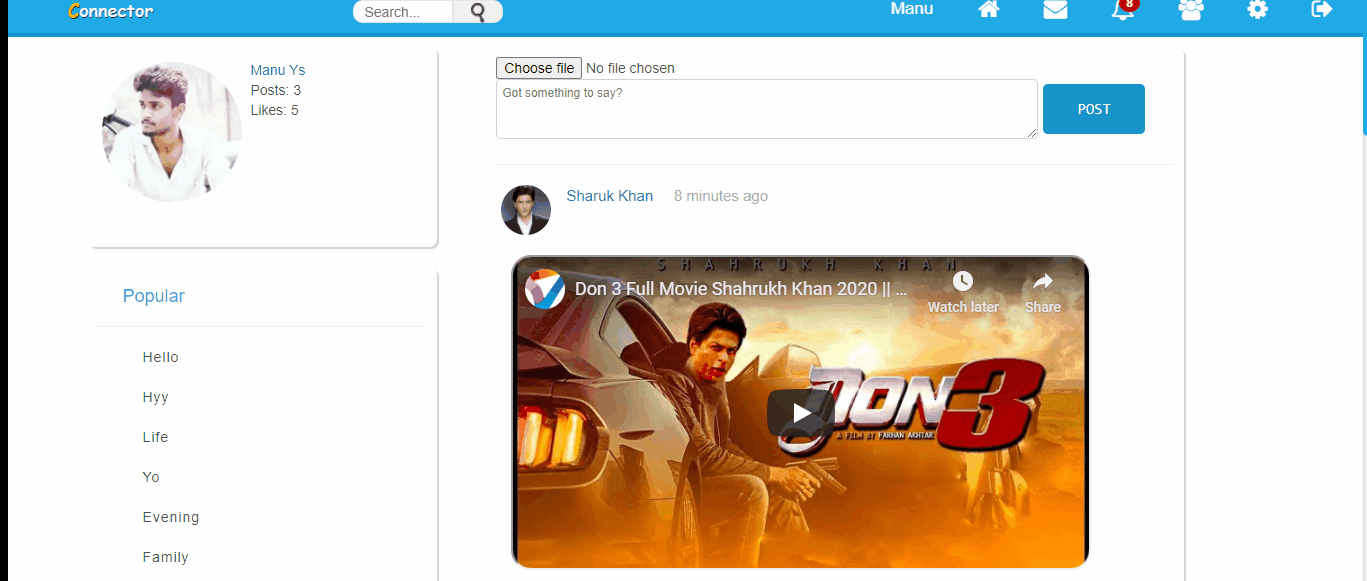 Connector
Search...
Manu
8
Manu Ys
Posts: 3
Likes: 5
Popular
Hello
Hyy
Life
Yo
Evening
Family
Choose file No file chosen
Got something to say?
POST
Sharuk Khan 8 minutes ago
SHAHRUKH KHAN
Don 3 Full Movie Shahrukh Khan 2020 || ...
Watch later
Share
DON 3
A FILM BY FARHAN AKHTAR